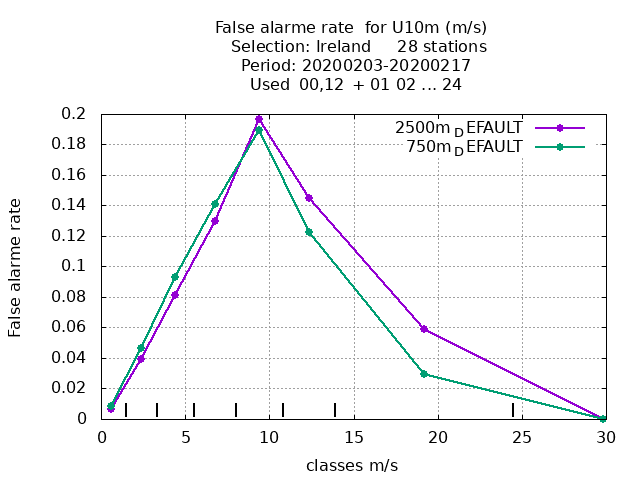 False alarme rate  for U10m (m/s)
Selection: Ireland     28 stations
Period: 20200203-20200217
Used  00,12  + 01 02 ... 24
2500m_DEFAULT
750m_DEFAULT
0.2
0.18
0.16
0.14
0.12
0.1
0.08
0.06
0.04
0.02
0
False alarme rate
0 5 10 15 20 25 30
classes m/s